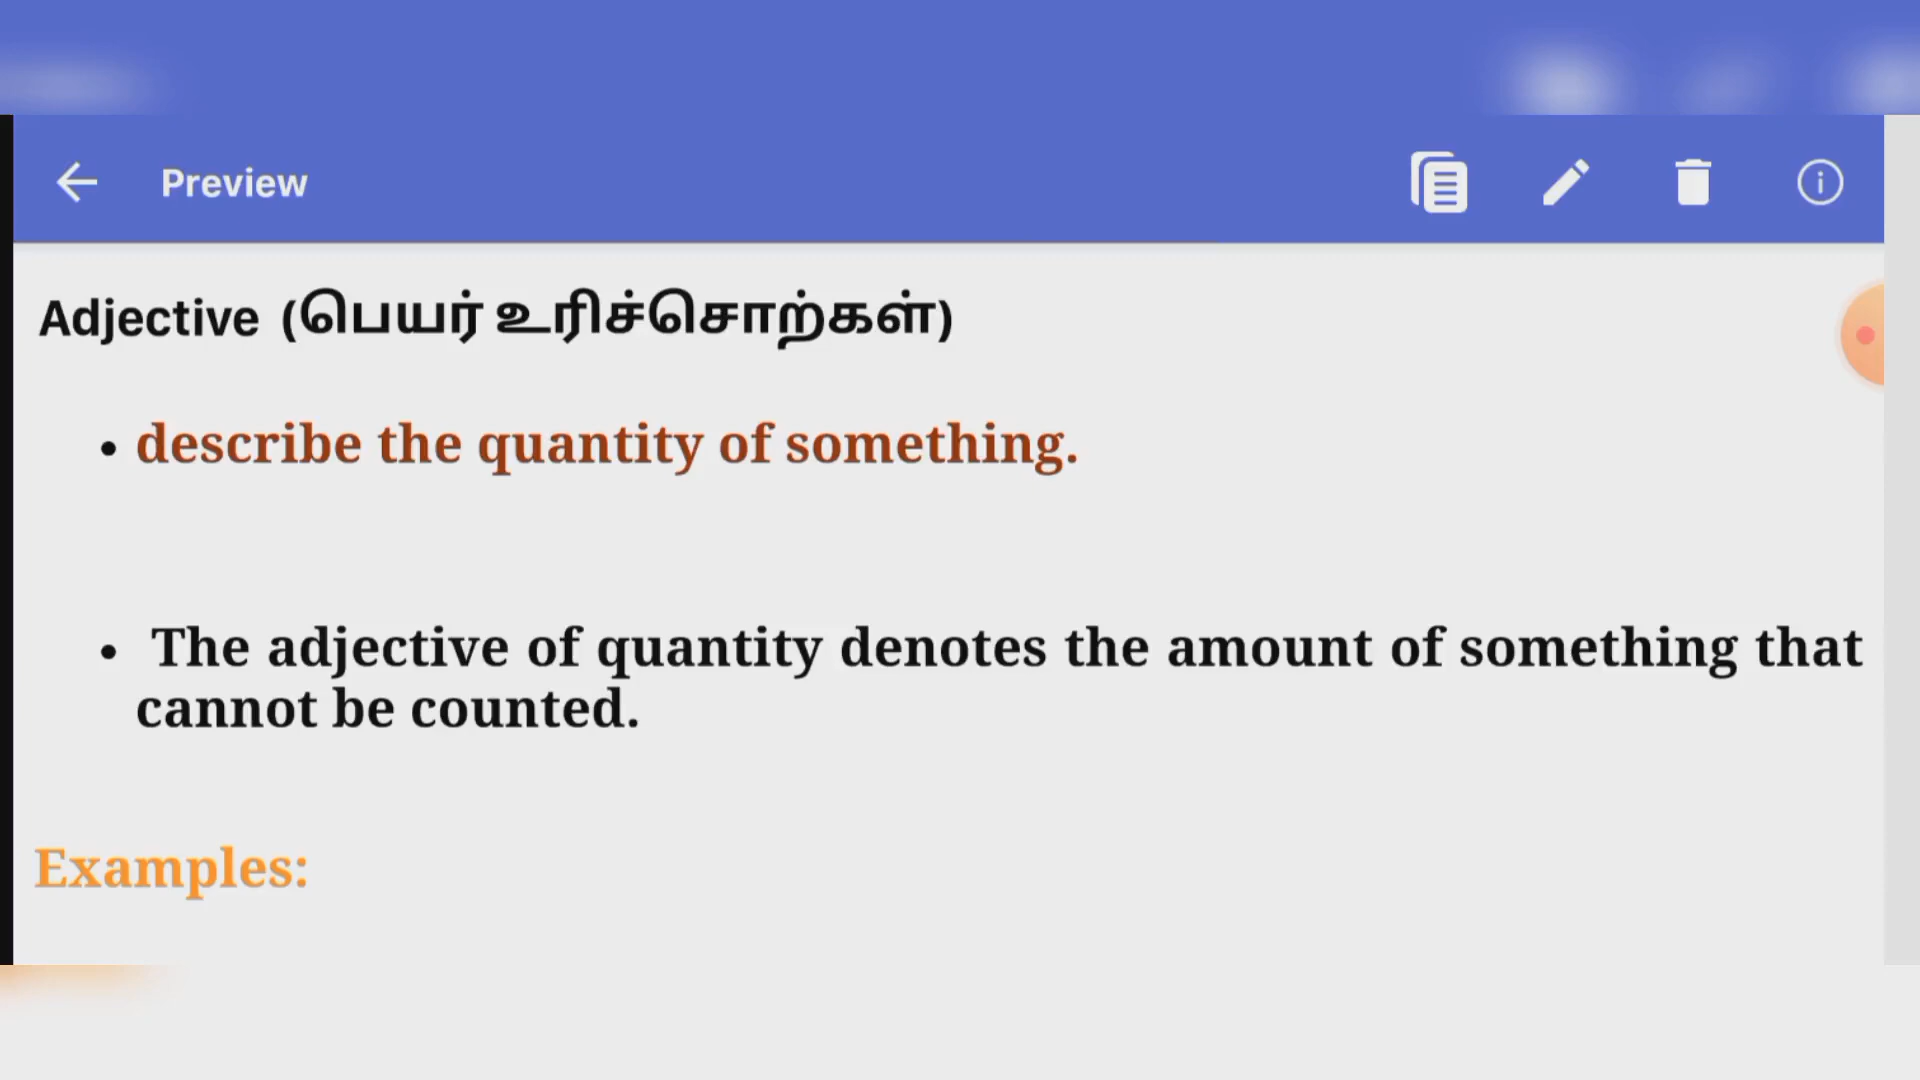 Preview
Adjective (பெயர் உரிச்சொற்கள்)
• describe the quantity of something.
• The adjective of quantity denotes the amount of something that
cannot be counted.
Examples: